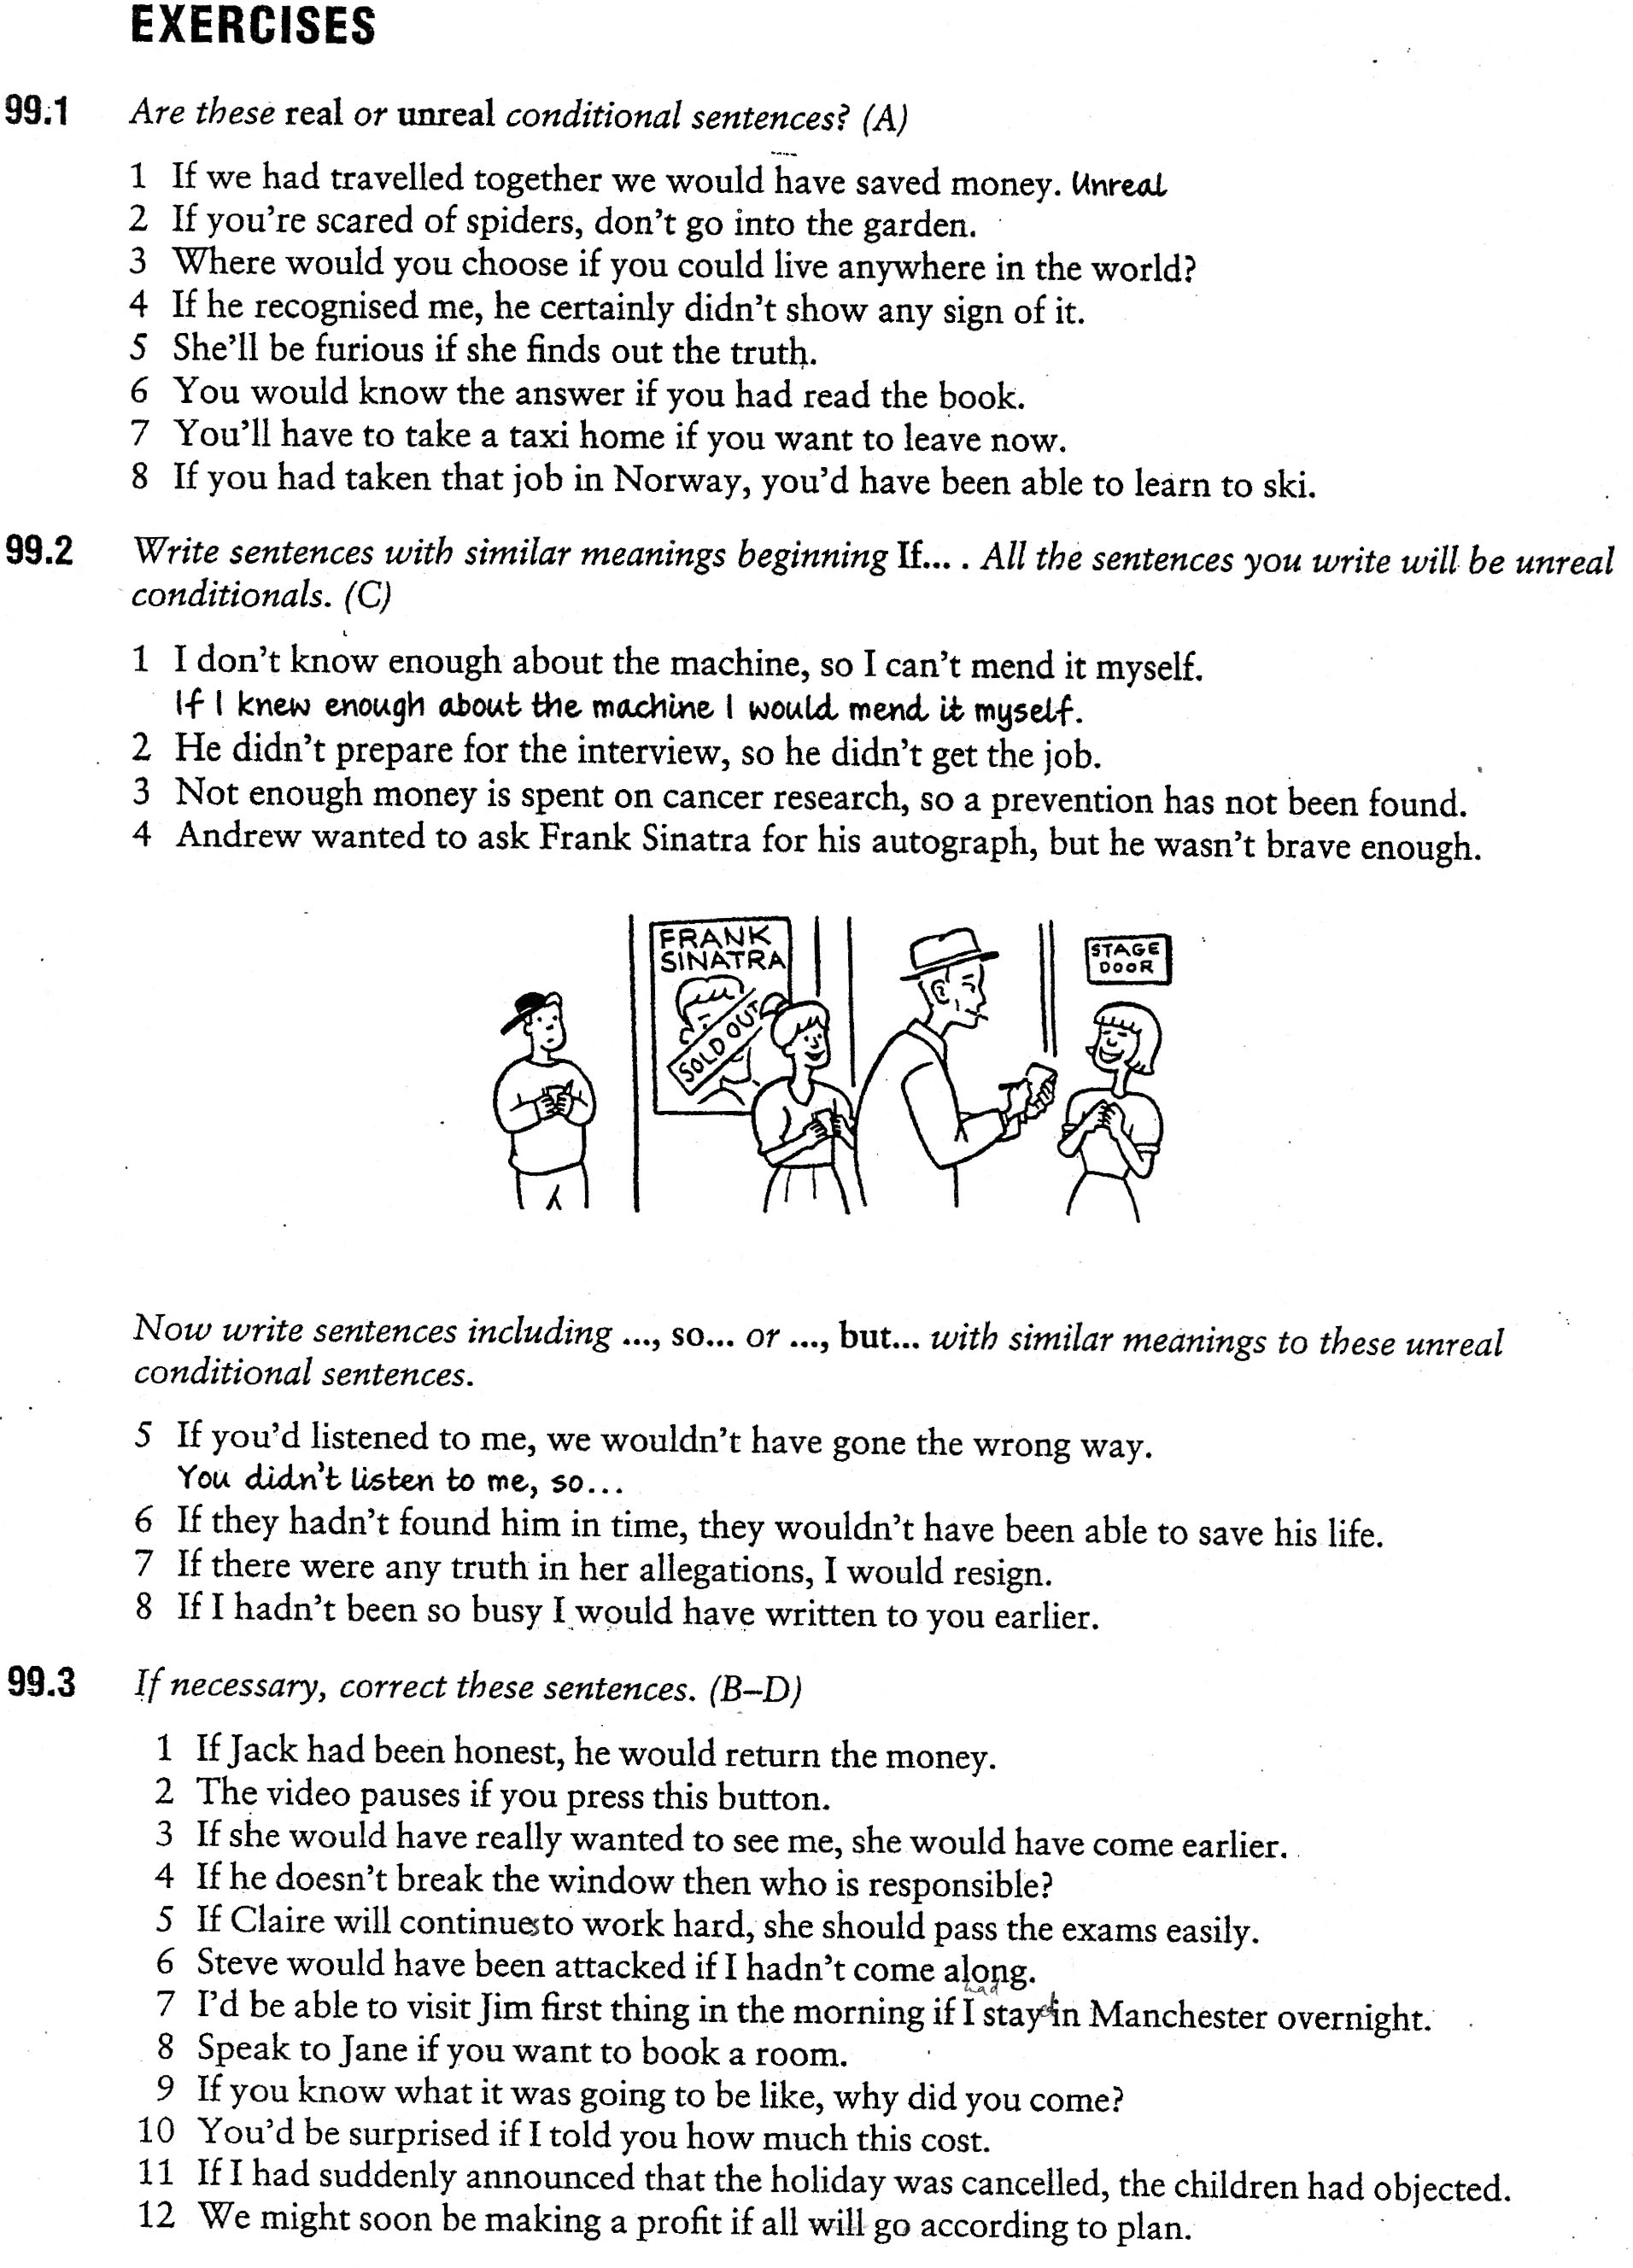 EXERCISES
99.1 Are these real or unreal conditional sentences? (A)
1 If we had travelled together we would have saved money. Unreal
2 If you're scared of spiders, don't go into the garden.
3 Where would you choose if you could live anywhere in the world?
4 If he recognised me, he certainly didn't show any sign of it.
5 She'll be furious if she finds out the truth.
6 You would know the answer if you had read the book.
7 You'll have to take a taxi home if you want to leave now.
8 If you had taken that job in Norway, you'd have been able to learn to ski.
99.2 Write sentences with similar meanings beginning If... . All the sentences you write will be unreal
conditionals. (C)
1 I don't know enough about the machine, so I can't mend it myself.
If I knew enough about the machine I would mend it myself.
2 He didn't prepare for the interview, so he didn't get the job.
3 Not enough money is spent on cancer research, so a prevention has not been found.
4 Andrew wanted to ask Frank Sinatra for his autograph, but he wasn't brave enough.
FRANK
SINATRA
SOLD OUT
STAGE
DOOR
Now write sentences including ..., so... or ..., but... with similar meanings to these unreal
conditional sentences.
5 If you'd listened to me, we wouldn't have gone the wrong way.
You didn't listen to me, so...
6 If they hadn't found him in time, they wouldn't have been able to save his life.
7 If there were any truth in her allegations, I would resign.
8 If I hadn't been so busy I would have written to you earlier.
99.3 If necessary, correct these sentences. (B–D)
1 If Jack had been honest, he would return the money.
2 The video pauses if you press this button.
3 If she would have really wanted to see me, she would have come earlier.
4 If he doesn't break the window then who is responsible?
5 If Claire will continues to work hard, she should pass the exams easily.
6 Steve would have been attacked if I hadn't come along.
had
7 I'd be able to visit Jim first thing in the morning if I stayed in Manchester overnight.
8 Speak to Jane if you want to book a room.
9 If you know what it was going to be like, why did you come?
10 You'd be surprised if I told you how much this cost.
11 If I had suddenly announced that the holiday was cancelled, the children had objected.
12 We might soon be making a profit if all will go according to plan.